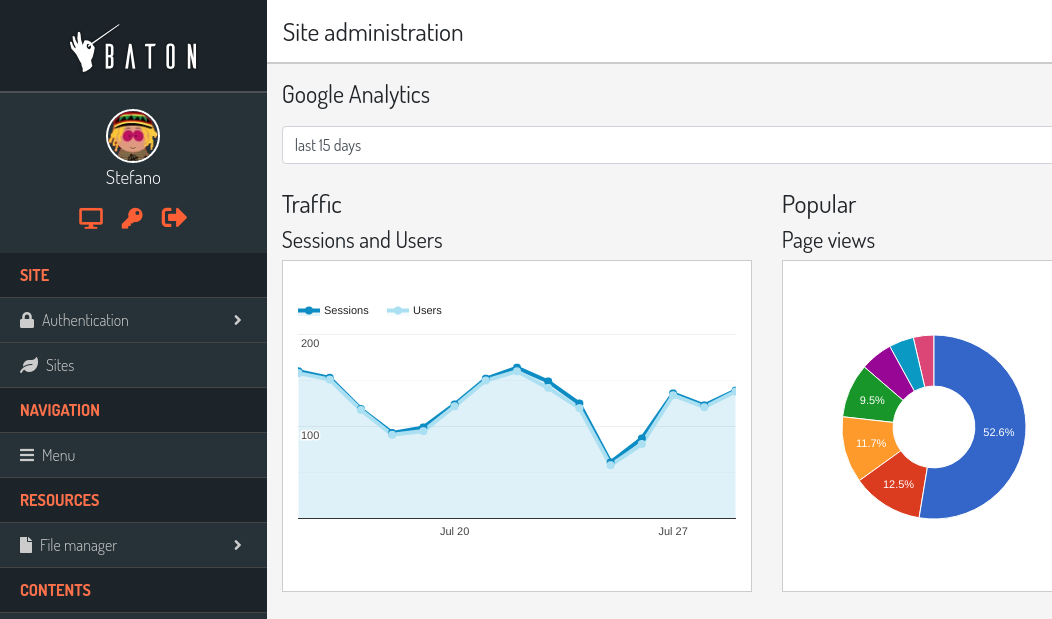 BATON
Stefano
SITE
Authentication
Sites
NAVIGATION
Menu
RESOURCES
File manager
CONTENTS
Site administration
Google Analytics
last 15 days
Traffic
Sessions and Users
Sessions
Users
200
100
Jul 20
Jul 27
Popular
Page views
52.6%
12.5%
11.7%
9.5%